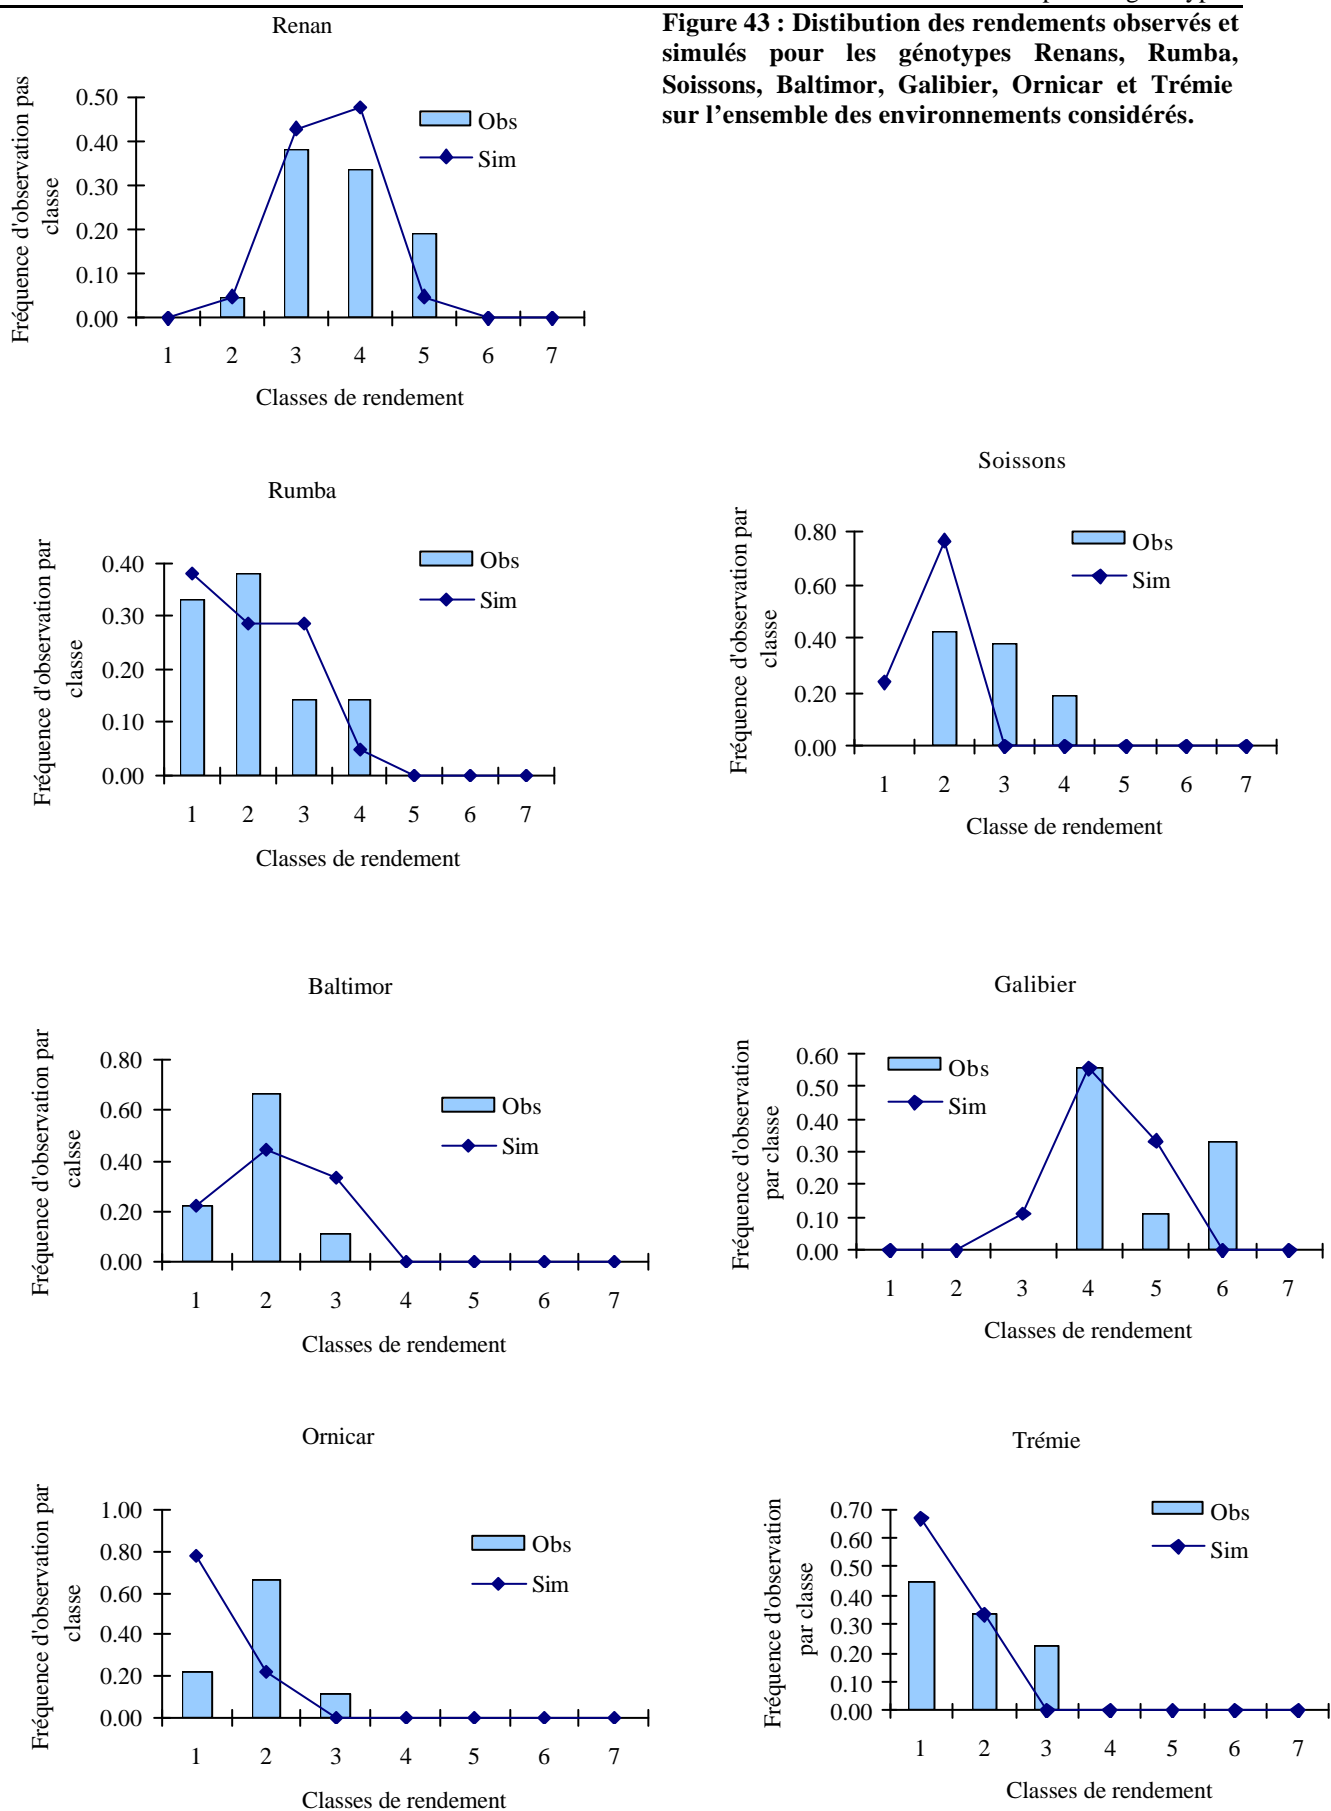 Renan
Figure 43 : Distibution des rendements observés et
simulés pour les génotypes Renans, Rumba,
Soissons, Baltimor, Galibier, Ornicar et Trémie
sur l'ensemble des environnements considérés.
Fréquence d'observation pas
classe
0.50
0.40
0.30
0.20
0.10
0.00
Obs
Sim
1 2 3 4 5 6 7
Classes de rendement
Rumba
Fréquence d'observation par
classe
0.40
0.30
0.20
0.10
0.00
Obs
Sim
1 2 3 4 5 6 7
Classes de rendement
Soissons
Fréquence d'observation par
classe
0.80
0.60
0.40
0.20
0.00
Obs
Sim
1 2 3 4 5 6 7
Classe de rendement
Baltimor
Fréquence d'observation par
calsse
0.80
0.60
0.40
0.20
0.00
Obs
Sim
1 2 3 4 5 6 7
Classes de rendement
Galibier
Fréquence d'observation
par classe
0.60
0.50
0.40
0.30
0.20
0.10
0.00
Obs
Sim
1 2 3 4 5 6 7
Classes de rendement
Ornicar
Fréquence d'observation par
classe
1.00
0.80
0.60
0.40
0.20
0.00
Obs
Sim
1 2 3 4 5 6 7
Classes de rendement
Trémie
Fréquence d'observation
par classe
0.70
0.60
0.50
0.40
0.30
0.20
0.10
0.00
Obs
Sim
1 2 3 4 5 6 7
Classes de rendement